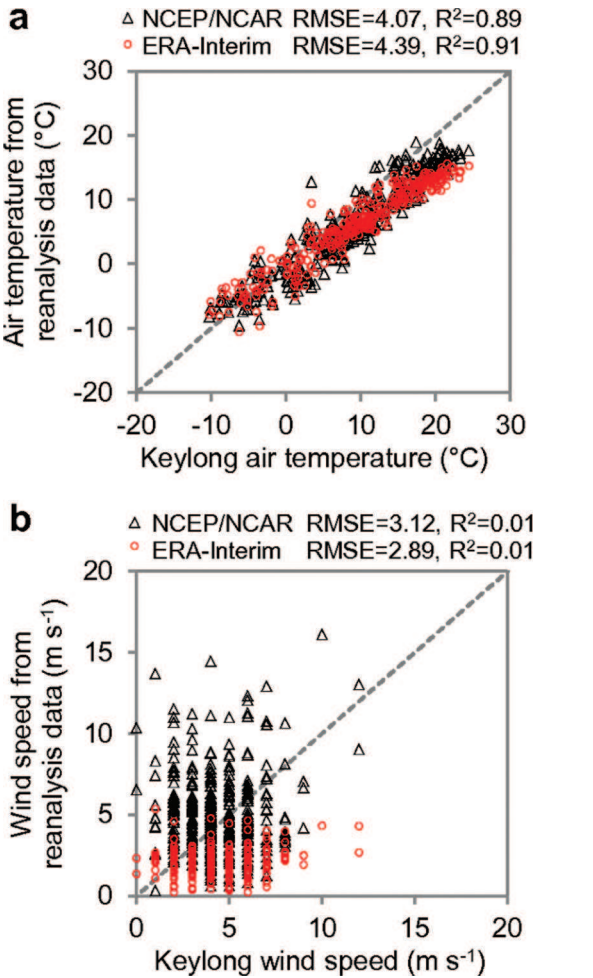 a
△ NCEP/NCAR RMSE=4.07, R²=0.89
○ ERA-Interim RMSE=4.39, R²=0.91
Air temperature from
reanalysis data (°C)
30
20
10
0
-10
-20
-20 -10 0 10 20 30
Keylong air temperature (°C)
b
△ NCEP/NCAR RMSE=3.12, R²=0.01
○ ERA-Interim RMSE=2.89, R²=0.01
Wind speed from
reanalysis data (m s⁻¹)
20
15
10
5
0
0 5 10 15 20
Keylong wind speed (m s⁻¹)